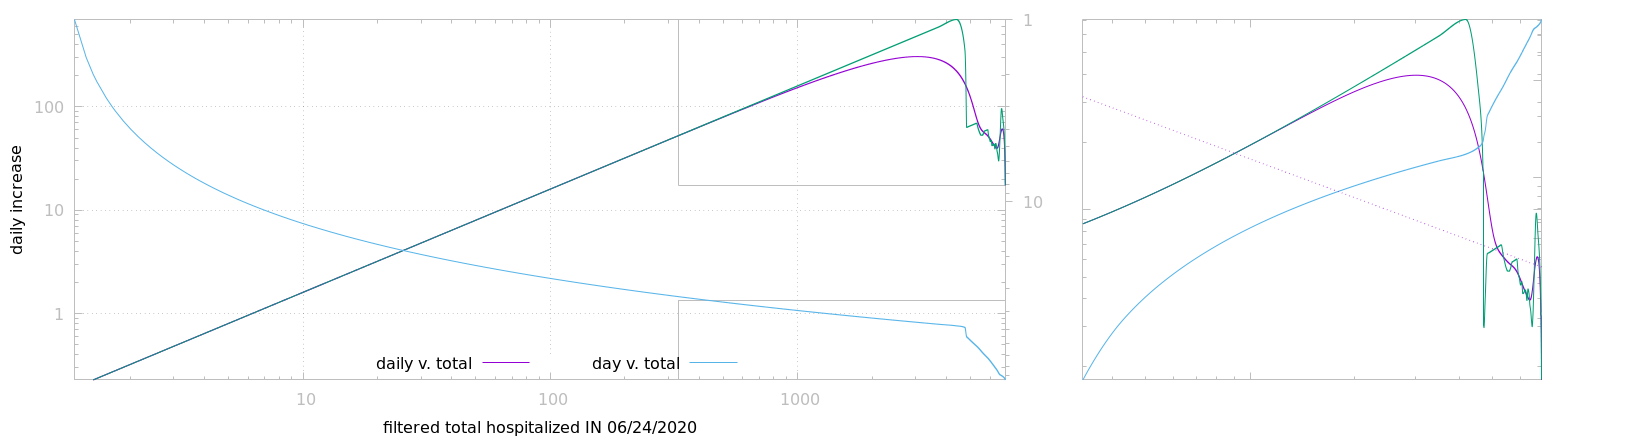 1
100
10
10
1
daily increase
daily v. total
day v. total
10
100
1000
filtered total hospitalized IN 06/24/2020